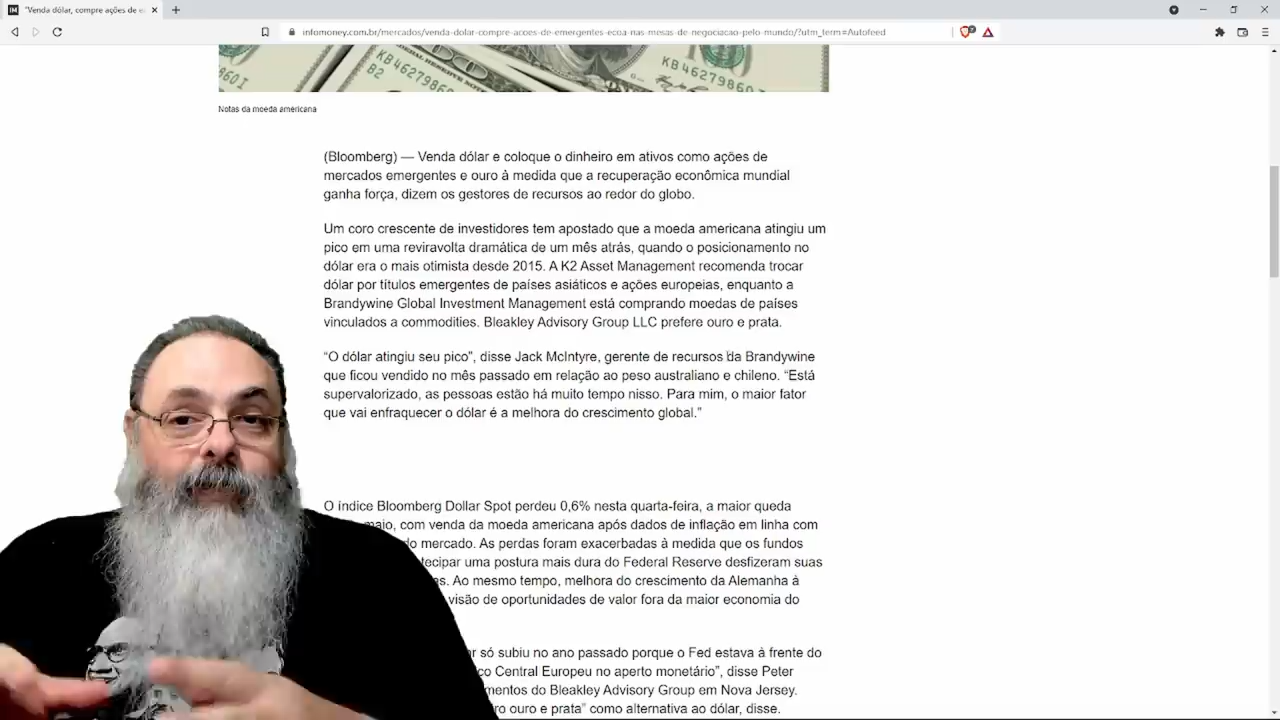 "Venda dólar, compre ações de e
infomoney.com.br/mercados/venda-dolar-compre-acoes-de-emergentes-ecoa-nas-mesas-de-negociacao-pelo-mundo/?utm_term=Autofeed
KB46279860
B2
KB46279860
Notas da moeda americana
(Bloomberg) — Venda dólar e coloque o dinheiro em ativos como ações de
mercados emergentes e ouro à medida que a recuperação econômica mundial
ganha força, dizem os gestores de recursos ao redor do globo.
Um coro crescente de investidores tem apostado que a moeda americana atingiu um
pico em uma reviravolta dramática de um mês atrás, quando o posicionamento no
dólar era o mais otimista desde 2015. A K2 Asset Management recomenda trocar
dólar por títulos emergentes de países asiáticos e ações europeias, enquanto a
Brandywine Global Investment Management está comprando moedas de países
vinculados a commodities. Bleakley Advisory Group LLC prefere ouro e prata.
“O dólar atingiu seu pico”, disse Jack McIntyre, gerente de recursos da Brandywine
que ficou vendido no mês passado em relação ao peso australiano e chileno. “Está
supervalorizado, as pessoas estão há muito tempo nisso. Para mim, o maior fator
que vai enfraquecer o dólar é a melhora do crescimento global.”
O índice Bloomberg Dollar Spot perdeu 0,6% nesta quarta-feira, a maior queda
maio, com venda da moeda americana após dados de inflação em linha com
do mercado. As perdas foram exacerbadas à medida que os fundos
tecipar uma postura mais dura do Federal Reserve desfizeram suas
as. Ao mesmo tempo, melhora do crescimento da Alemanha à
visão de oportunidades de valor fora da maior economia do
r só subiu no ano passado porque o Fed estava à frente do
co Central Europeu no aperto monetário”, disse Peter
mentos do Bleakley Advisory Group em Nova Jersey.
ro ouro e prata” como alternativa ao dólar, disse.